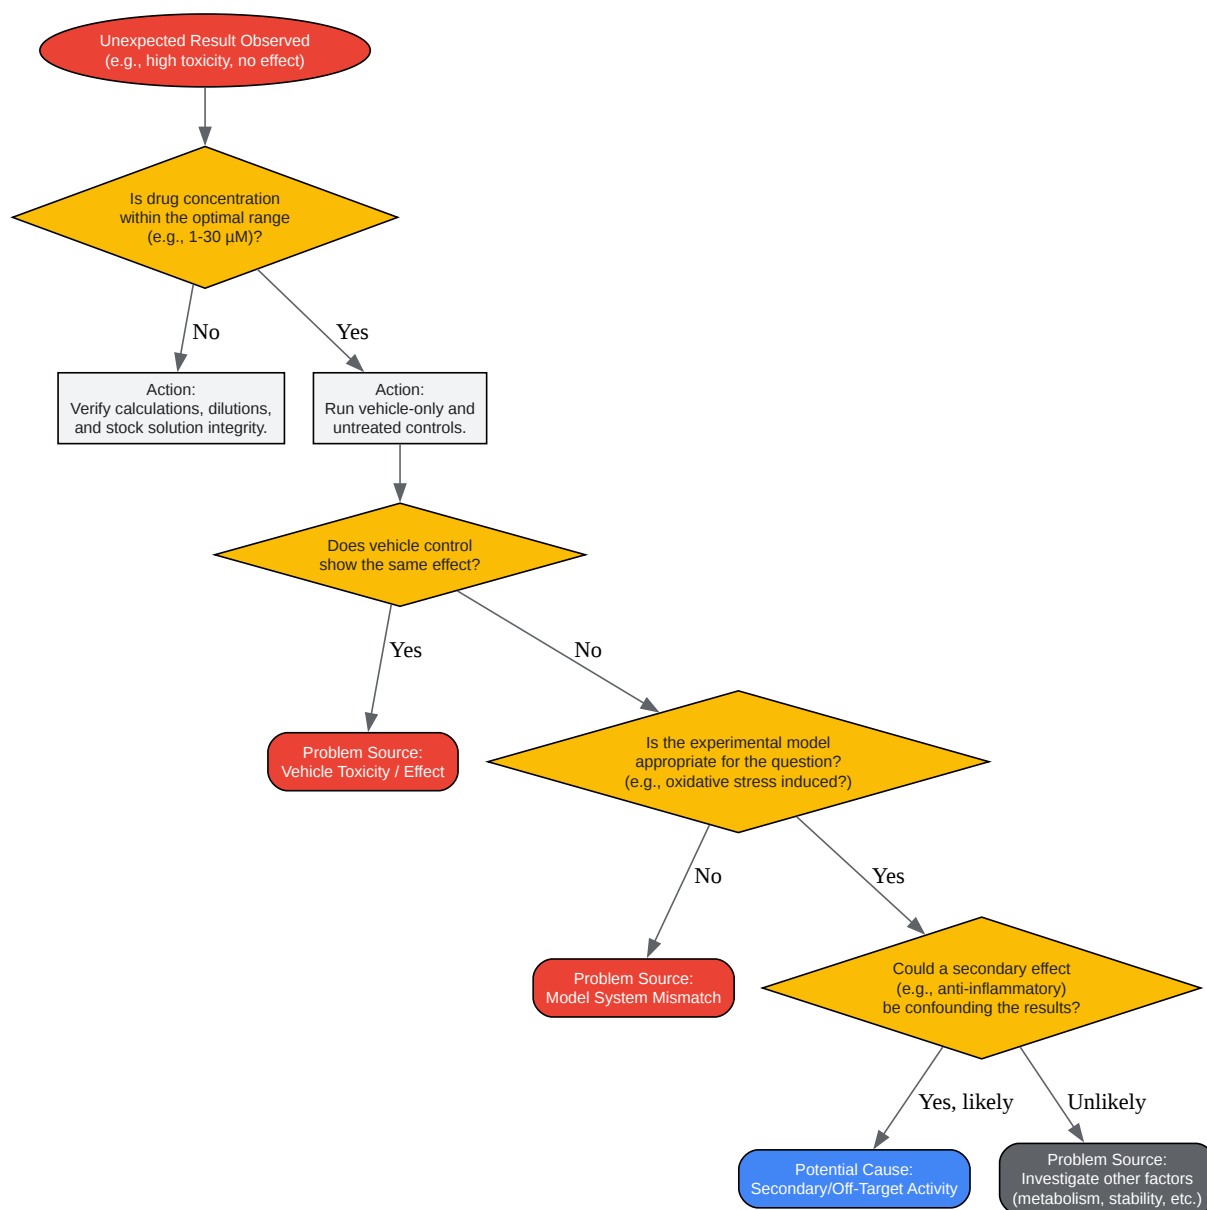 Unexpected Result Observed
(e.g., high toxicity, no effect)
Is drug concentration
within the optimal range
(e.g., 1-30 µM)?
No
Yes
Action:
Verify calculations, dilutions,
and stock solution integrity.
Action:
Run vehicle-only and
untreated controls.
Does vehicle control
show the same effect?
Yes
No
Problem Source:
Vehicle Toxicity / Effect
Is the experimental model
appropriate for the question?
(e.g., oxidative stress induced?)
No
Yes
Problem Source:
Model System Mismatch
Could a secondary effect
(e.g., anti-inflammatory)
be confounding the results?
Yes, likely
Unlikely
Potential Cause:
Secondary/Off-Target Activity
Problem Source:
Investigate other factors
(metabolism, stability, etc.)